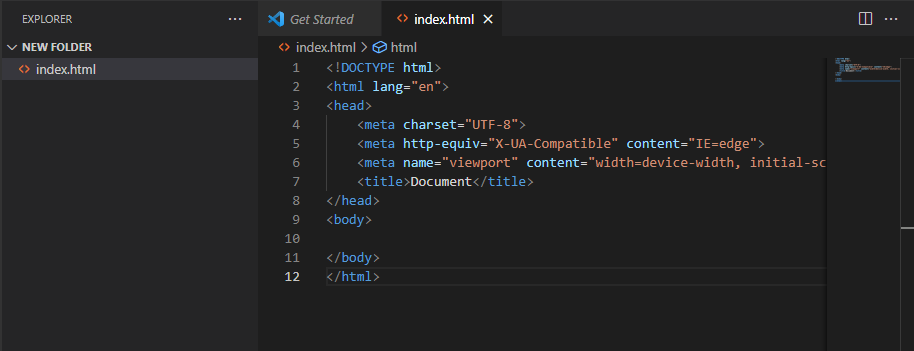 EXPLORER ...
NEW FOLDER
index.html
Get Started index.html
index.html > html
1 <!DOCTYPE html>
2 <html lang="en">
3 <head>
4 <meta charset="UTF-8">
5 <meta http-equiv="X-UA-Compatible" content="IE=edge">
6 <meta name="viewport" content="width=device-width, initial-sc
7 <title>Document</title>
8 </head>
9 <body>
10
11 </body>
12 </html>